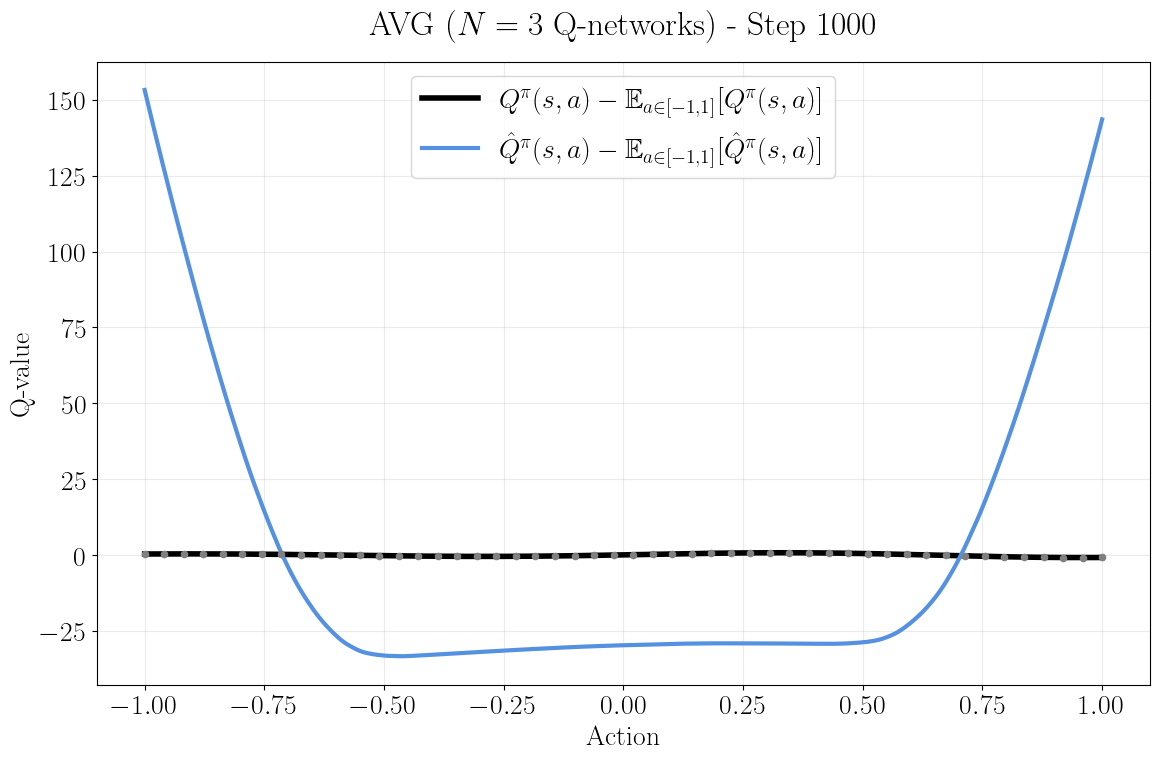 AVG (N = 3 Q-networks) - Step 1000
Q^π(s, a) − 𝔼_{a∈[−1,1]}[Q^π(s, a)]
Q̂^π(s, a) − 𝔼_{a∈[−1,1]}[Q̂^π(s, a)]
150
125
100
75
50
25
0
−25
Q-value
−1.00 −0.75 −0.50 −0.25 0.00 0.25 0.50 0.75 1.00
Action